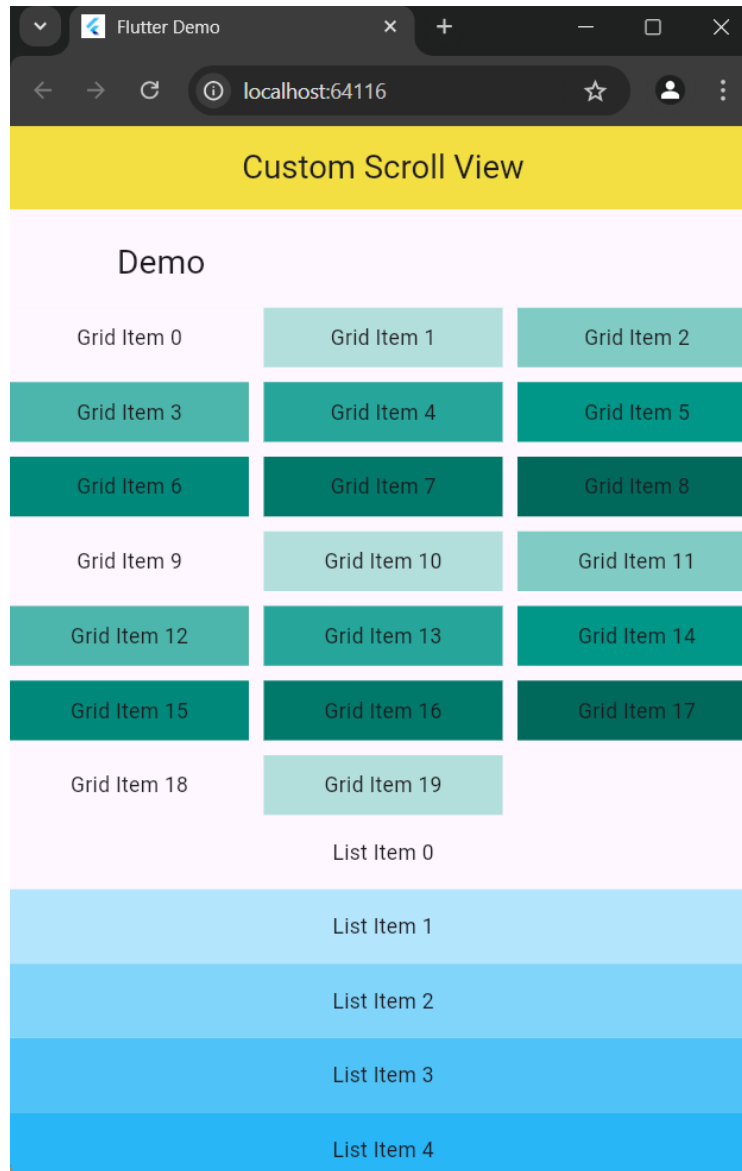 Flutter Demo
localhost:64116
Custom Scroll View
Demo
Grid Item 0 Grid Item 1 Grid Item 2
Grid Item 3 Grid Item 4 Grid Item 5
Grid Item 6 Grid Item 7 Grid Item 8
Grid Item 9 Grid Item 10 Grid Item 11
Grid Item 12 Grid Item 13 Grid Item 14
Grid Item 15 Grid Item 16 Grid Item 17
Grid Item 18 Grid Item 19
List Item 0
List Item 1
List Item 2
List Item 3
List Item 4